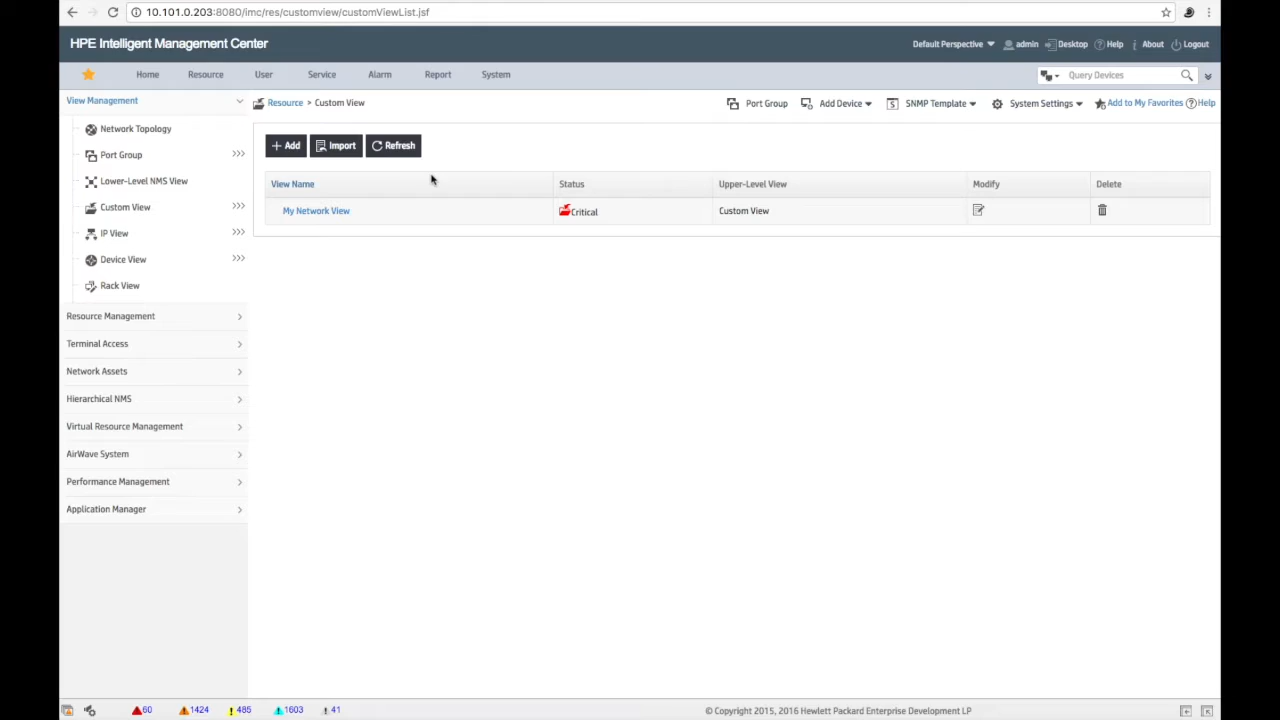 10.101.0.203:8080/imc/res/customview/customViewList.jsf
HPE Intelligent Management Center
Default Perspective admin Desktop Help About Logout
Home Resource User Service Alarm Report System Query Devices
View Management
Resource > Custom View Port Group Add Device SNMP Template System Settings Add to My Favorites Help
Network Topology
Port Group >>>
Lower-Level NMS View
Custom View >>>
IP View >>>
Device View >>>
Rack View
Resource Management
Terminal Access
Network Assets
Hierarchical NMS
Virtual Resource Management
AirWave System
Performance Management
Application Manager
+ Add Import Refresh
View Name Status Upper-Level View Modify Delete
My Network View Critical Custom View
60 1424 485 1603 41 © Copyright 2015, 2016 Hewlett Packard Enterprise Development LP